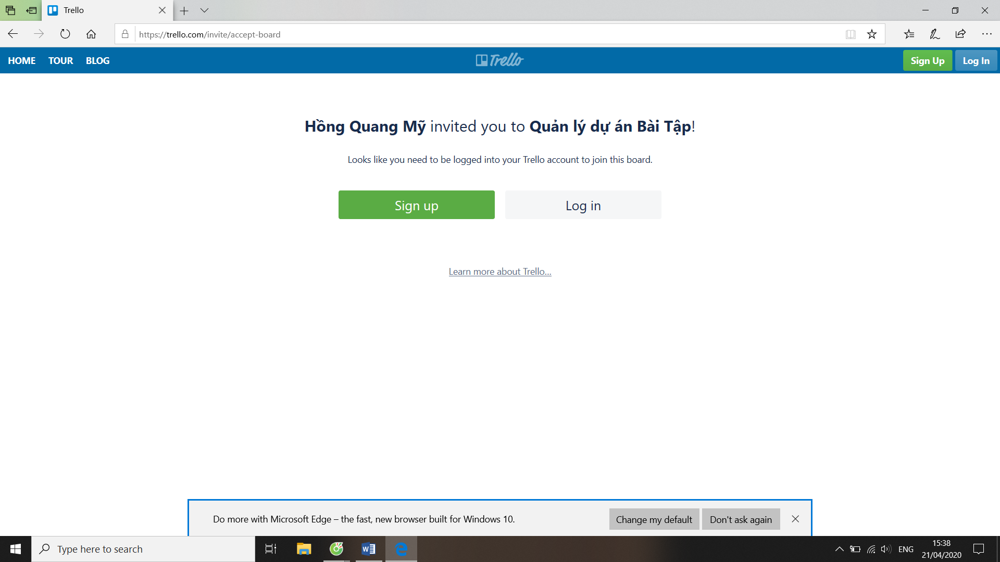 Trello
https://trello.com/invite/accept-board
HOME TOUR BLOG
Trello
Sign Up Log In
Hồng Quang Mỹ invited you to Quản lý dự án Bài Tập!
Looks like you need to be logged into your Trello account to join this board.
Sign up
Log in
Learn more about Trello...
Do more with Microsoft Edge – the fast, new browser built for Windows 10.
Change my default
Don't ask again
Type here to search
W
ENG
15:38
21/04/2020